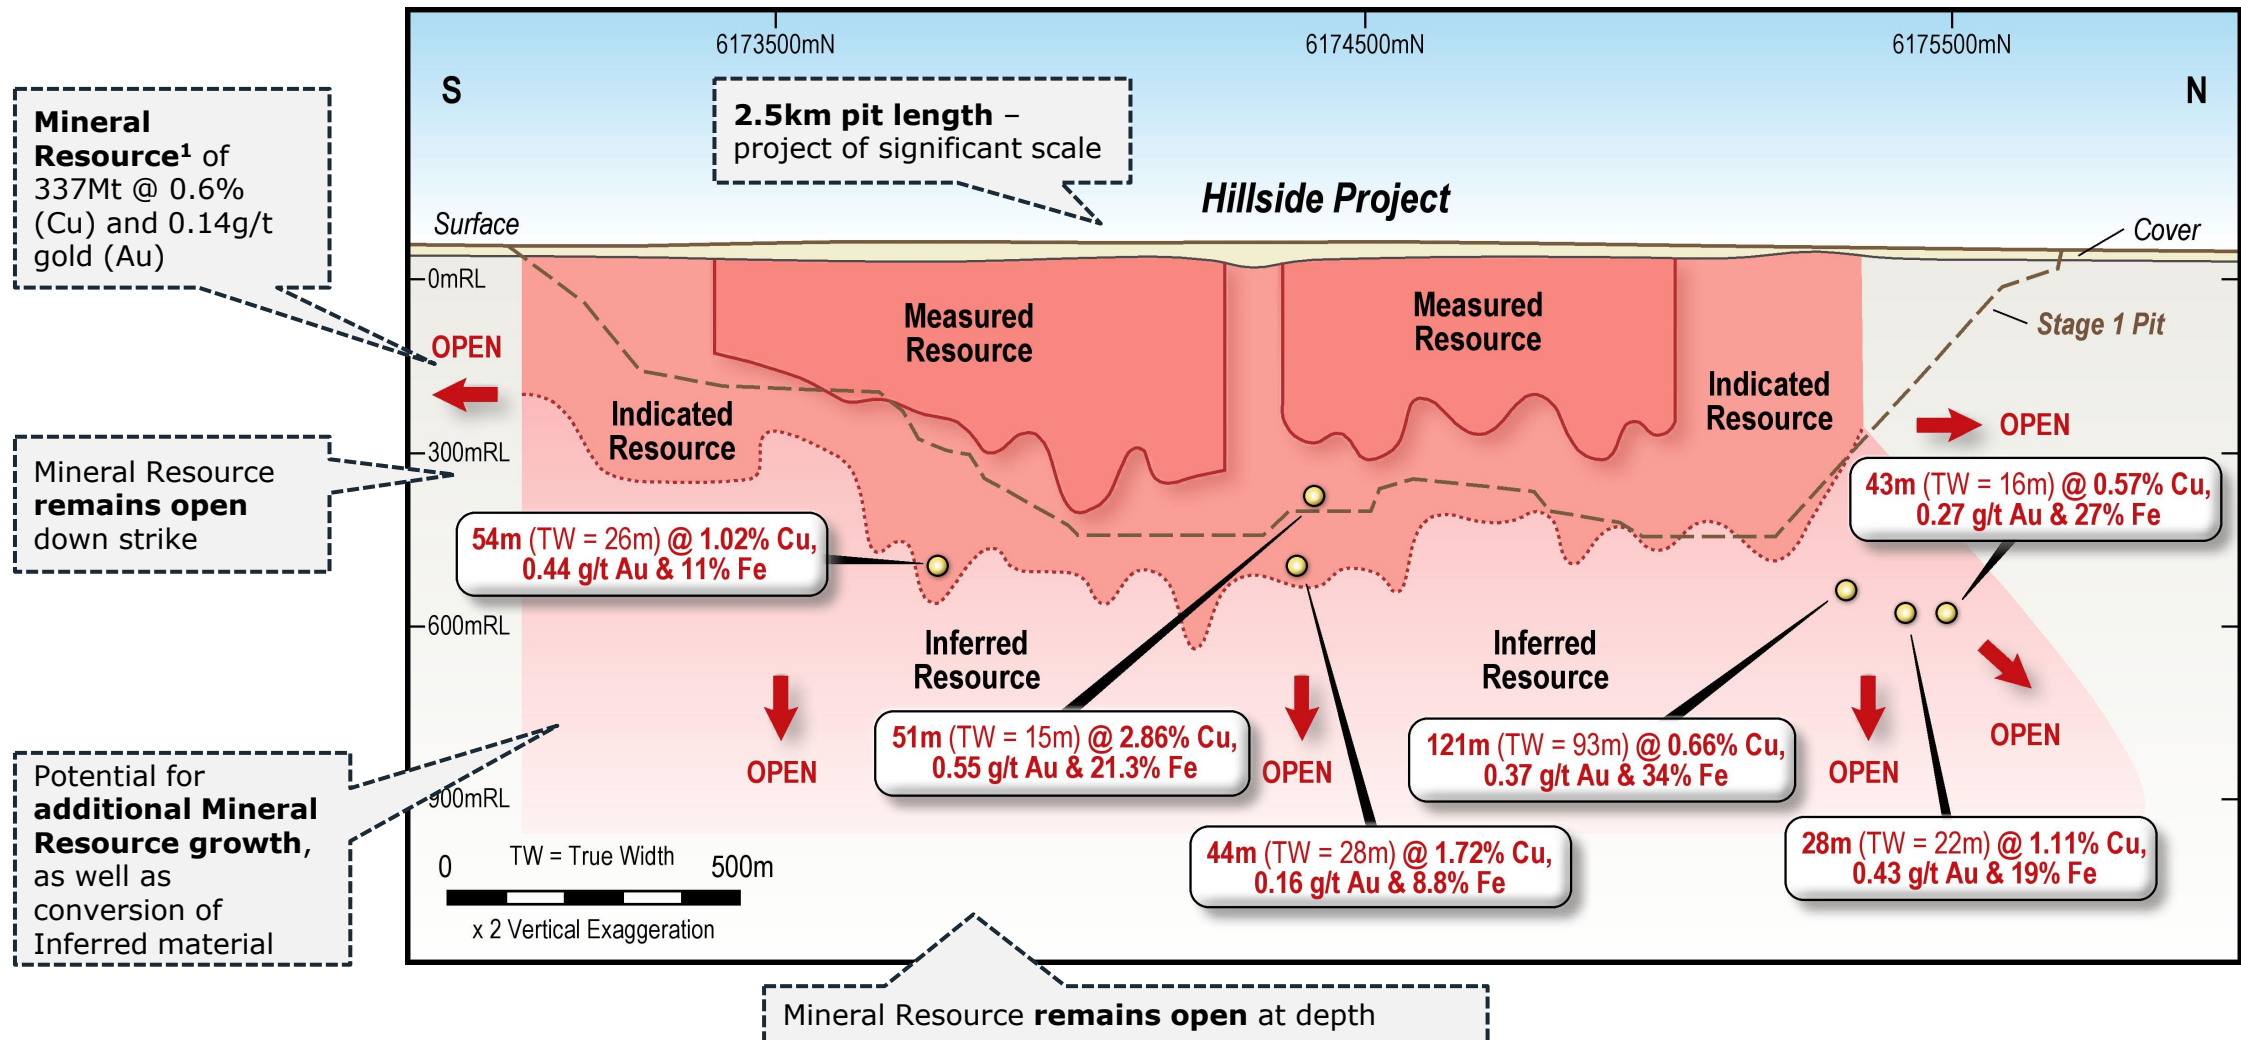 6173500mN
6174500mN
6175500mN
S
N
Mineral
Resource¹ of
337Mt @ 0.6%
(Cu) and 0.14g/t
gold (Au)
2.5km pit length –
project of significant scale
Hillside Project
Surface
Cover
0mRL
Measured
Resource
Measured
Resource
Stage 1 Pit
OPEN
Indicated
Resource
Indicated
Resource
OPEN
300mRL
Mineral Resource
remains open
down strike
43m (TW = 16m) @ 0.57% Cu,
0.27 g/t Au & 27% Fe
54m (TW = 26m) @ 1.02% Cu,
0.44 g/t Au & 11% Fe
600mRL
Inferred
Resource
Inferred
Resource
51m (TW = 15m) @ 2.86% Cu,
0.55 g/t Au & 21.3% Fe
121m (TW = 93m) @ 0.66% Cu,
0.37 g/t Au & 34% Fe
OPEN
OPEN
OPEN
OPEN
Potential for
additional Mineral
Resource growth,
as well as
conversion of
Inferred material
900mRL
44m (TW = 28m) @ 1.72% Cu,
0.16 g/t Au & 8.8% Fe
28m (TW = 22m) @ 1.11% Cu,
0.43 g/t Au & 19% Fe
0 TW = True Width 500m
x 2 Vertical Exaggeration
Mineral Resource remains open at depth